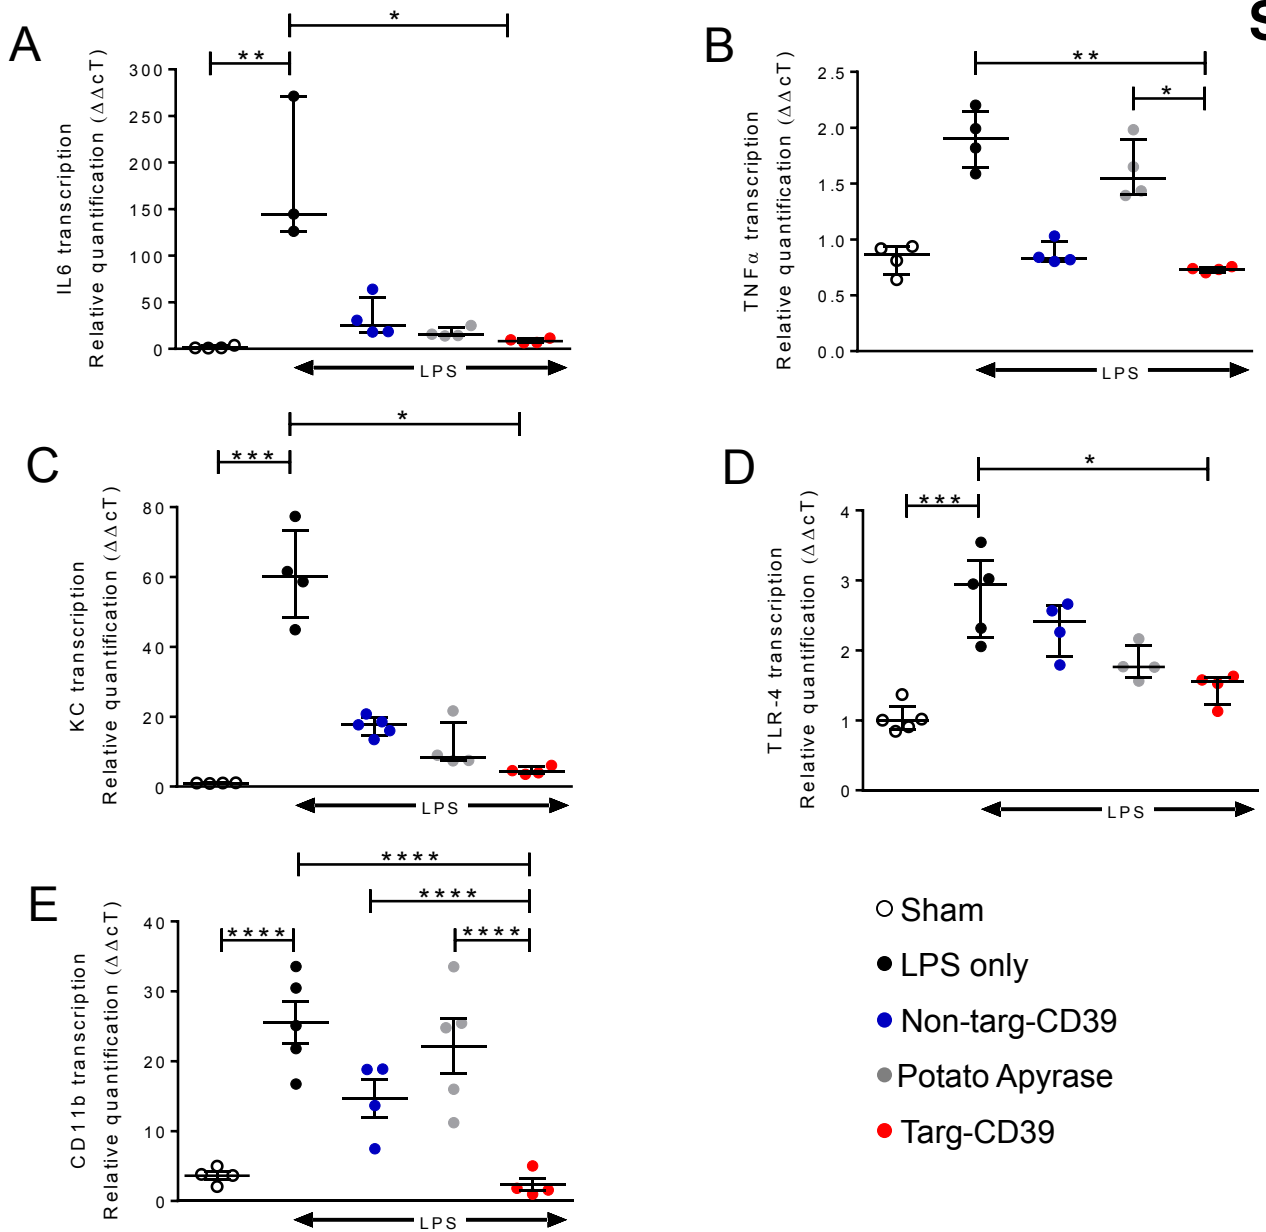 S
A
**
*
IL6 transcription
Relative quantification (ΔΔcT)
300
250
200
150
100
50
0
LPS
B
**
*
TNFα transcription
Relative quantification (ΔΔcT)
2.5
2.0
1.5
1.0
0.5
0.0
LPS
C
***
*
KC transcription
Relative quantification (ΔΔcT)
80
60
40
20
0
LPS
D
***
*
TLR-4 transcription
Relative quantification (ΔΔcT)
4
3
2
1
0
LPS
E
****
****
****
****
CD11b transcription
Relative quantification (ΔΔcT)
40
30
20
10
0
LPS
Sham
LPS only
Non-targ-CD39
Potato Apyrase
Targ-CD39